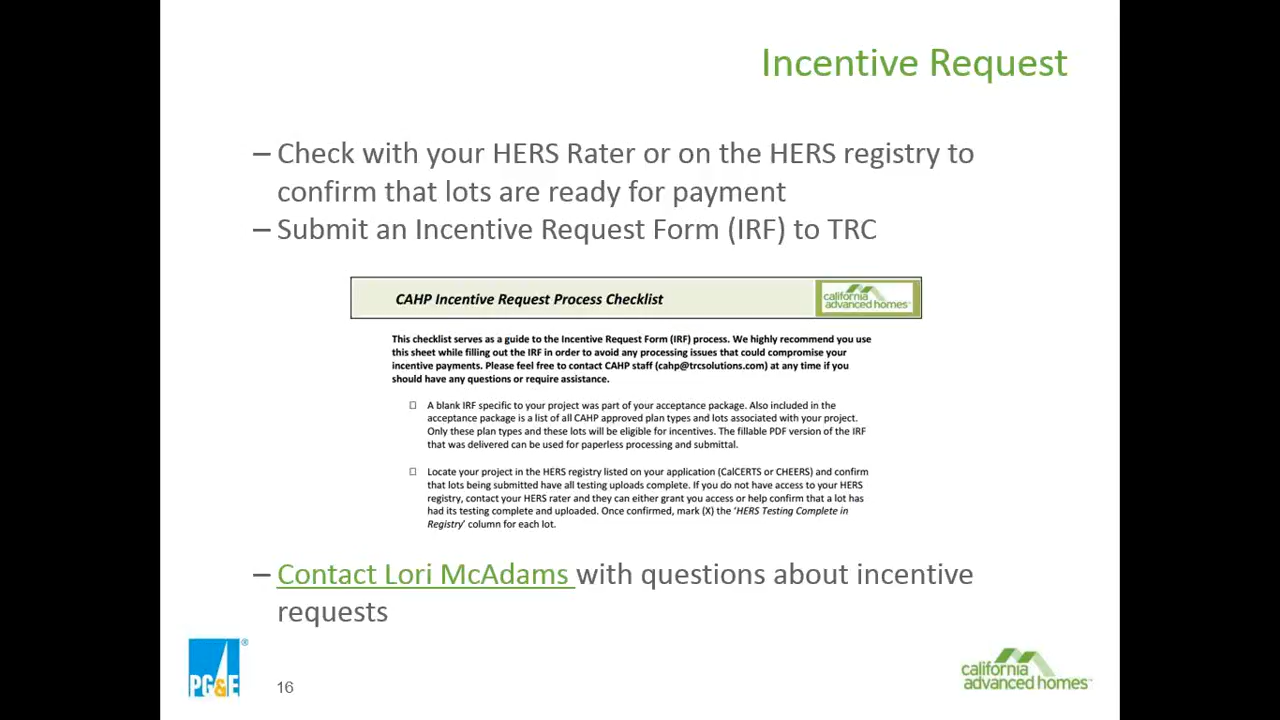 Incentive Request
– Check with your HERS Rater or on the HERS registry to
confirm that lots are ready for payment
– Submit an Incentive Request Form (IRF) to TRC
CAHP Incentive Request Process Checklist
california
advanced homes™
This checklist serves as a guide to the Incentive Request Form (IRF) process. We highly recommend you use
this sheet while filling out the IRF in order to avoid any processing issues that could compromise your
incentive payments. Please feel free to contact CAHP staff (cahp@trcsolutions.com) at any time if you
should have any questions or require assistance.
☐ A blank IRF specific to your project was part of your acceptance package. Also included in the
acceptance package is a list of all CAHP approved plan types and lots associated with your project.
Only these plan types and these lots will be eligible for incentives. The fillable PDF version of the IRF
that was delivered can be used for paperless processing and submittal.
☐ Locate your project in the HERS registry listed on your application (CalCERTS or CHEERS) and confirm
that lots being submitted have all testing uploads complete. If you do not have access to your HERS
registry, contact your HERS rater and they can either grant you access or help confirm that a lot has
had its testing complete and uploaded. Once confirmed, mark (X) the 'HERS Testing Complete in
Registry' column for each lot.
– Contact Lori McAdams with questions about incentive
requests
PG&E®
16
california
advanced homes™